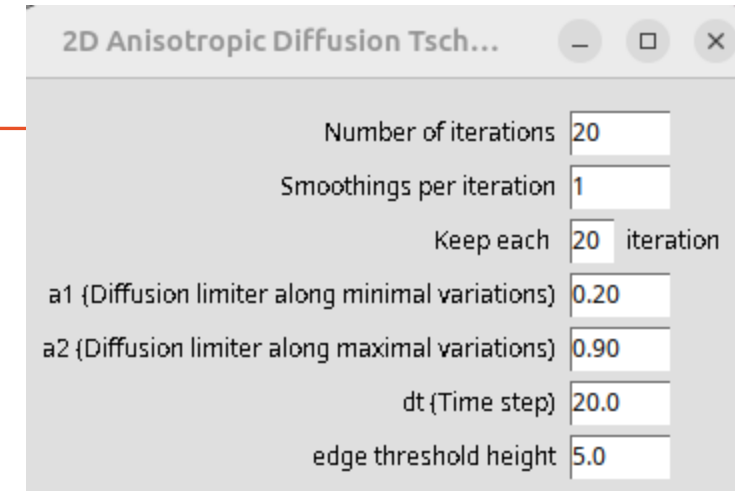 2D Anisotropic Diffusion Tsch...
Number of iterations 20
Smoothings per iteration 1
Keep each 20 iteration
a1 (Diffusion limiter along minimal variations) 0.20
a2 (Diffusion limiter along maximal variations) 0.90
dt (Time step) 20.0
edge threshold height 5.0